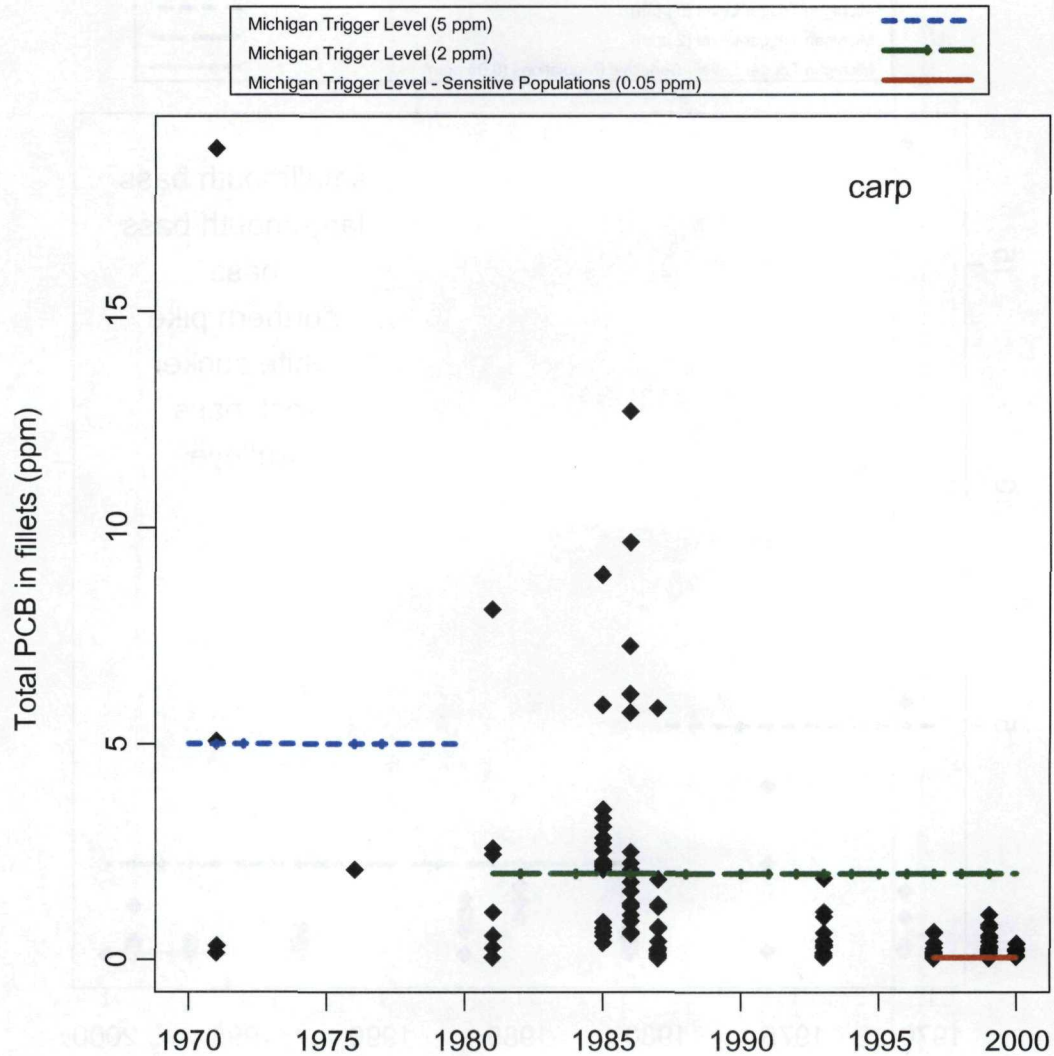 Michigan Trigger Level (5 ppm)
Michigan Trigger Level (2 ppm)
Michigan Trigger Level - Sensitive Populations (0.05 ppm)
carp
Total PCB in fillets (ppm)
15
10
5
0
1970 1975 1980 1985 1990 1995 2000